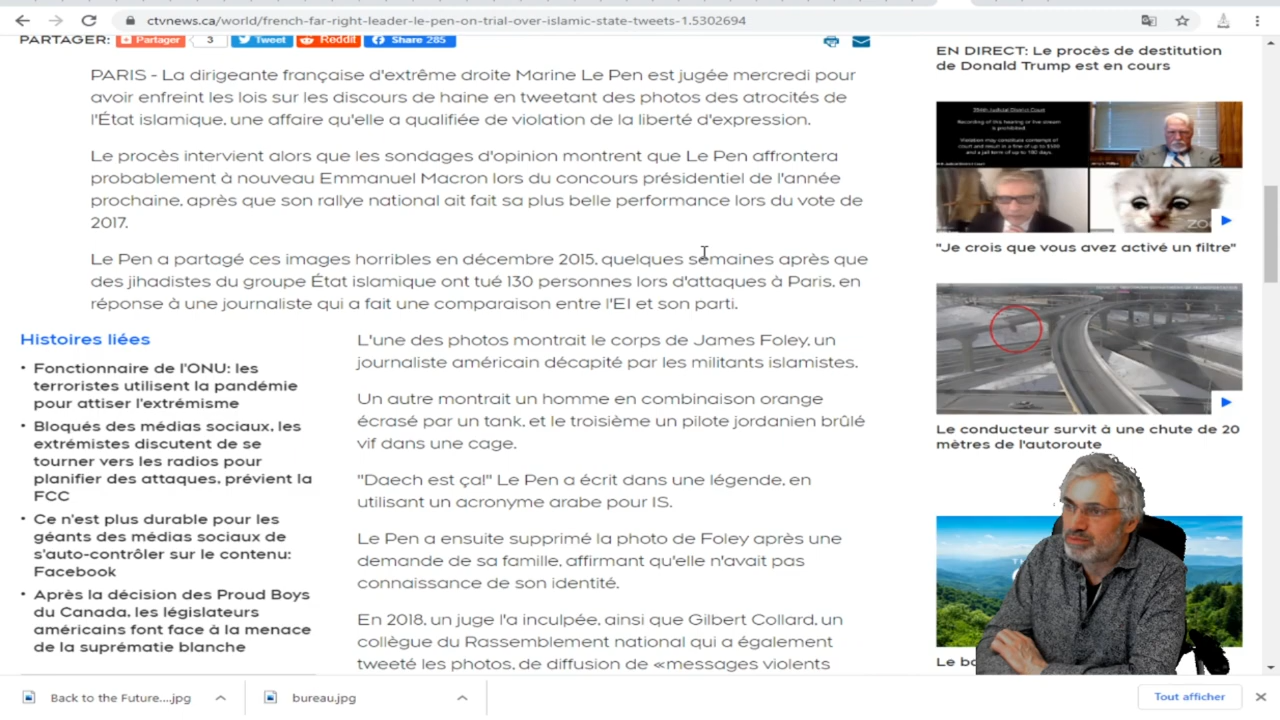 ctvnews.ca/world/french-far-right-leader-le-pen-on-trial-over-islamic-state-tweets-1.5302694
PARTAGER:
Partager
3
Tweet
Reddit
Share 285
PARIS - La dirigeante française d'extrême droite Marine Le Pen est jugée mercredi pour
avoir enfreint les lois sur les discours de haine en tweetant des photos des atrocités de
l'État islamique, une affaire qu'elle a qualifiée de violation de la liberté d'expression.
Le procès intervient alors que les sondages d'opinion montrent que Le Pen affrontera
probablement à nouveau Emmanuel Macron lors du concours présidentiel de l'année
prochaine, après que son rallye national ait fait sa plus belle performance lors du vote de
2017.
Le Pen a partagé ces images horribles en décembre 2015, quelques semaines après que
des jihadistes du groupe État islamique ont tué 130 personnes lors d'attaques à Paris, en
réponse à une journaliste qui a fait une comparaison entre l'EI et son parti.
Histoires liées
• Fonctionnaire de l'ONU: les
terroristes utilisent la pandémie
pour attiser l'extrémisme
• Bloqués des médias sociaux, les
extrémistes discutent de se
tourner vers les radios pour
planifier des attaques, prévient la
FCC
• Ce n'est plus durable pour les
géants des médias sociaux de
s'auto-contrôler sur le contenu:
Facebook
• Après la décision des Proud Boys
du Canada, les législateurs
américains font face à la menace
de la suprématie blanche
L'une des photos montrait le corps de James Foley, un
journaliste américain décapité par les militants islamistes.
Un autre montrait un homme en combinaison orange
écrasé par un tank, et le troisième un pilote jordanien brûlé
vif dans une cage.
"Daech est ça!" Le Pen a écrit dans une légende, en
utilisant un acronyme arabe pour IS.
Le Pen a ensuite supprimé la photo de Foley après une
demande de sa famille, affirmant qu'elle n'avait pas
connaissance de son identité.
En 2018, un juge l'a inculpée, ainsi que Gilbert Collard, un
collègue du Rassemblement national qui a également
tweeté les photos, de diffusion de «messages violents
EN DIRECT: Le procès de destitution
de Donald Trump est en cours
394th Judicial District Court
Recording of this hearing or live stream
is prohibited.
ZOO
"Je crois que vous avez activé un filtre"
Le conducteur survit à une chute de 20
mètres de l'autoroute
Back to the Future....jpg
bureau.jpg
Tout afficher